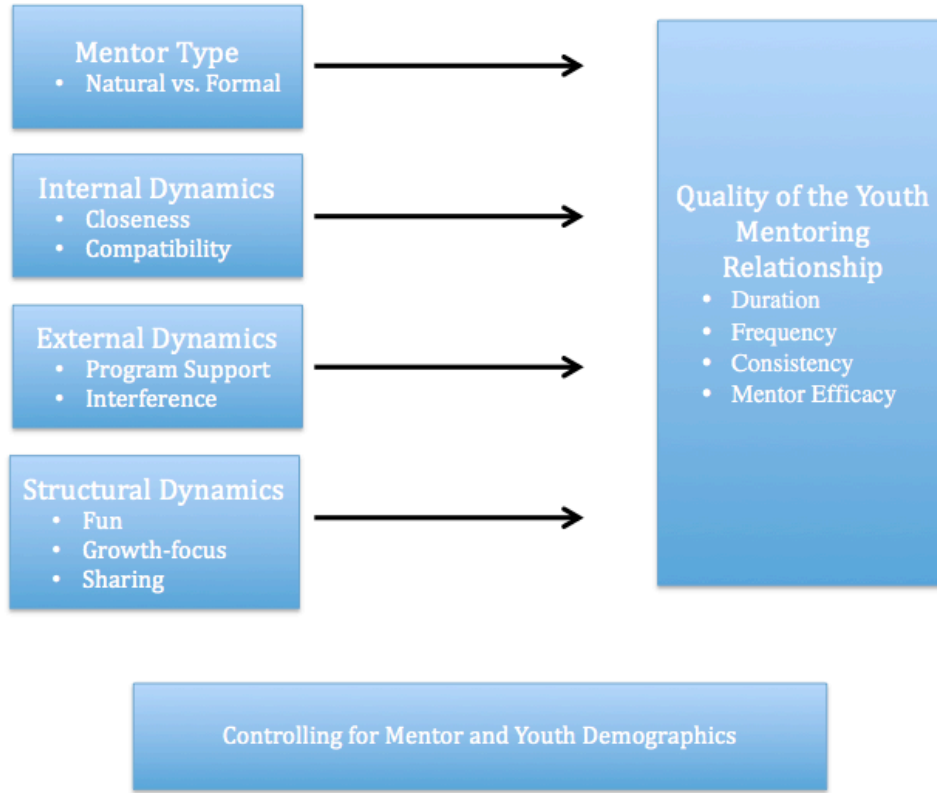 Mentor Type
• Natural vs. Formal
Internal Dynamics
• Closeness
• Compatibility
External Dynamics
• Program Support
• Interference
Structural Dynamics
• Fun
• Growth-focus
• Sharing
Quality of the Youth
Mentoring
Relationship
• Duration
• Frequency
• Consistency
• Mentor Efficacy
Controlling for Mentor and Youth Demographics